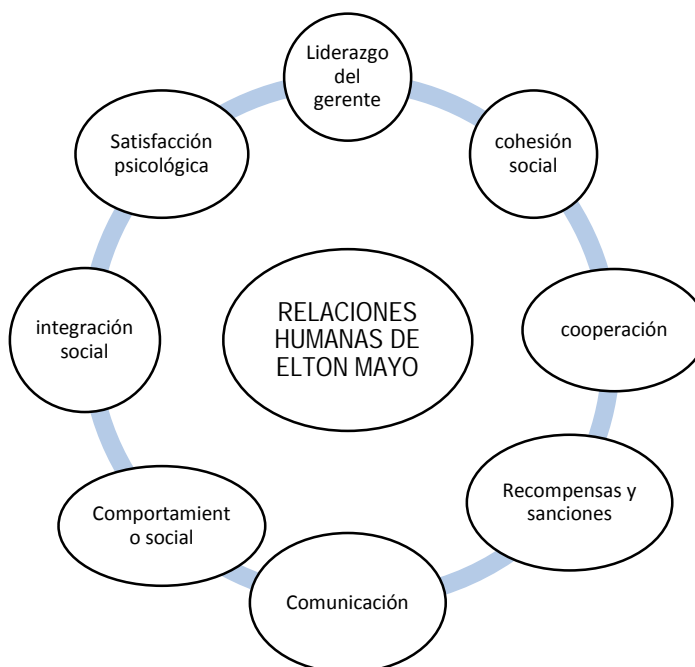 Liderazgo
del
gerente
cohesión
social
cooperación
Recompensas y
sanciones
Comunicación
Comportamient
o social
integración
social
Satisfacción
psicológica
RELACIONES
HUMANAS DE
ELTON MAYO